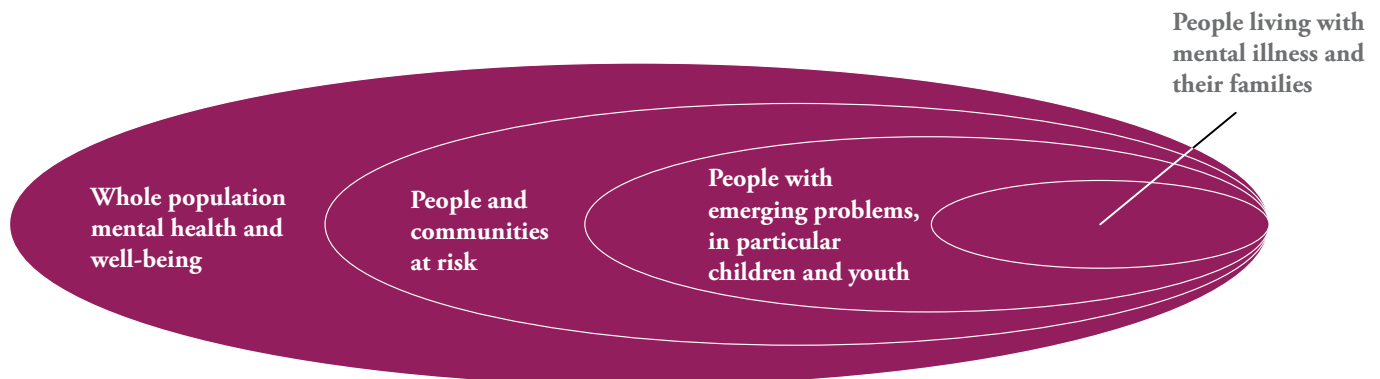 People living with
mental illness and
their families
Whole population
mental health and
well-being
People and
communities
at risk
People with
emerging problems,
in particular
children and youth